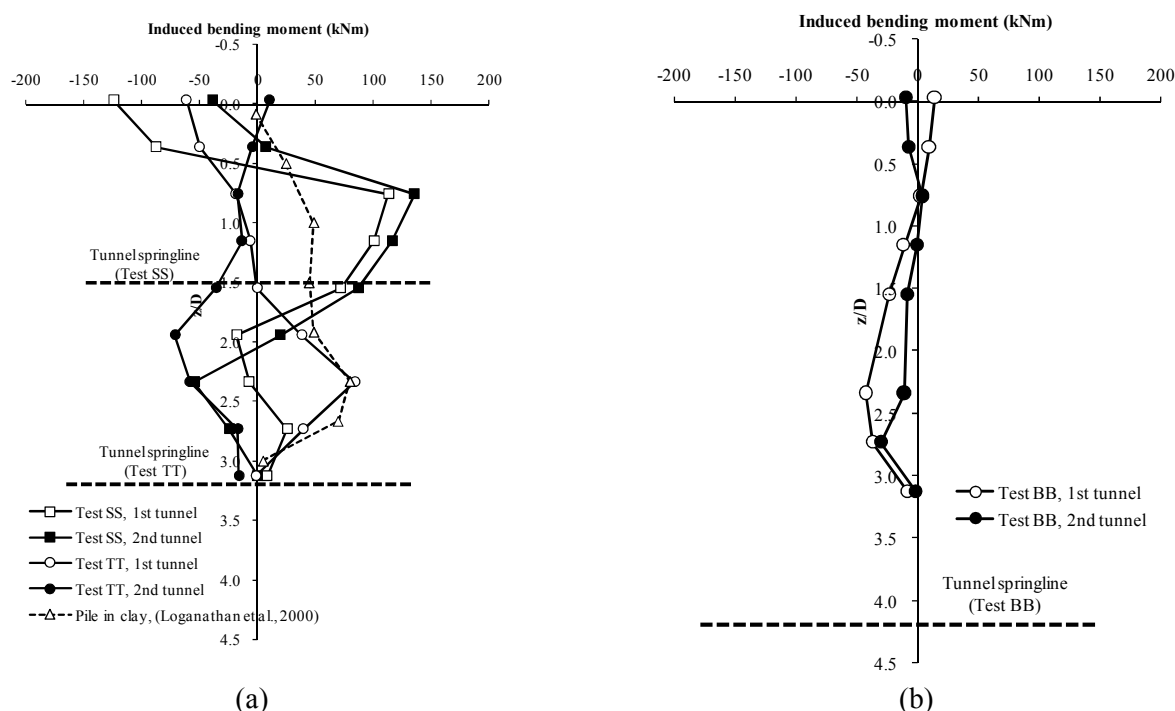 Induced bending moment (kNm)
-0.5
-200 -150 -100 -50 0 50 100 150 200
0.0
0.5
1.0
Tunnel springline
(Test SS)
1.5
z/D
2.0
2.5
Tunnel springline
(Test TT)
3.0
3.5
4.0
4.5
Test SS, 1st tunnel
Test SS, 2nd tunnel
Test TT, 1st tunnel
Test TT, 2nd tunnel
Pile in clay, (Loganathan et al., 2000)
(a)
Induced bending moment (kNm)
-0.5
-200 -150 -100 -50 0 50 100 150 200
0.0
0.5
1.0
1.5
z/D
2.0
2.5
3.0
Test BB, 1st tunnel
Test BB, 2nd tunnel
3.5
Tunnel springline
(Test BB)
4.0
4.5
(b)